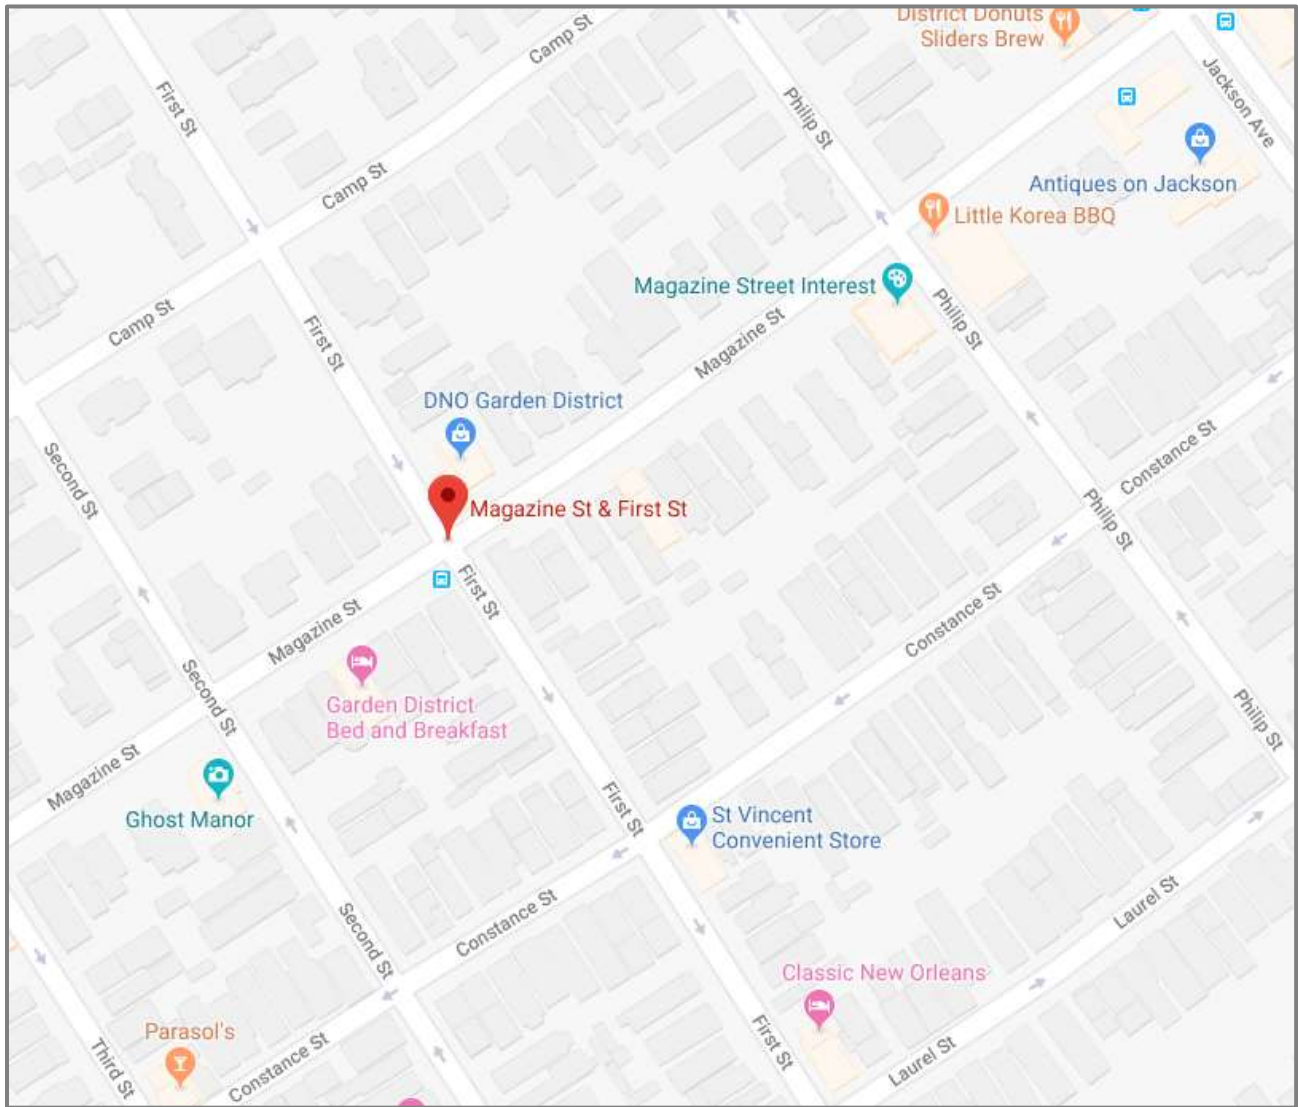 District Donuts
Sliders Brew
Camp St
First St
Philip St
Jackson Ave
Camp St
Antiques on Jackson
Little Korea BBQ
Magazine Street Interest
Camp St
First St
Magazine St
Philip St
DNO Garden District
Constance St
Second St
Magazine St & First St
Philip St
First St
Constance St
Magazine St
Second St
Garden District
Bed and Breakfast
Philip St
Magazine St
Ghost Manor
First St
St Vincent
Convenient Store
Laurel St
Constance St
Second St
Classic New Orleans
Parasol's
First St
Third St
Constance St
Laurel St